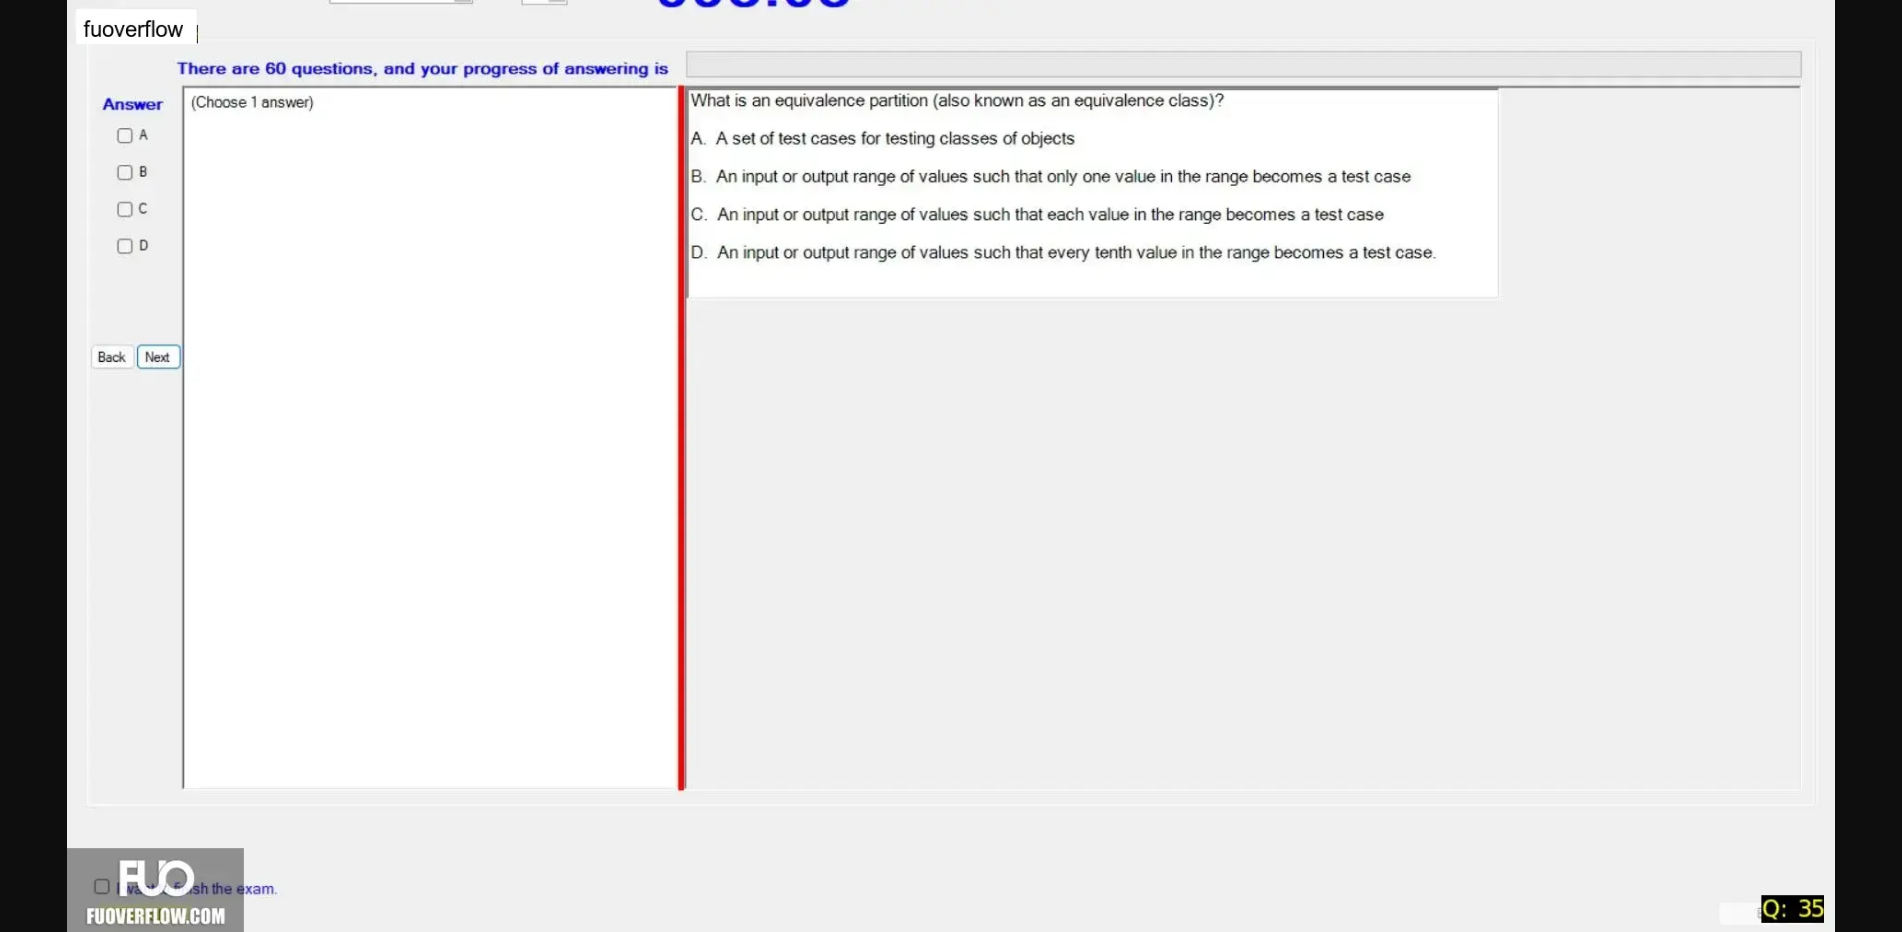 fuoverflow
There are 60 questions, and your progress of answering is
Answer
(Choose 1 answer)
A
B
C
D
Back
Next
What is an equivalence partition (also known as an equivalence class)?
A. A set of test cases for testing classes of objects
B. An input or output range of values such that only one value in the range becomes a test case
C. An input or output range of values such that each value in the range becomes a test case
D. An input or output range of values such that every tenth value in the range becomes a test case.
the exam.
FUO
FUOVERFLOW.COM
Q: 35